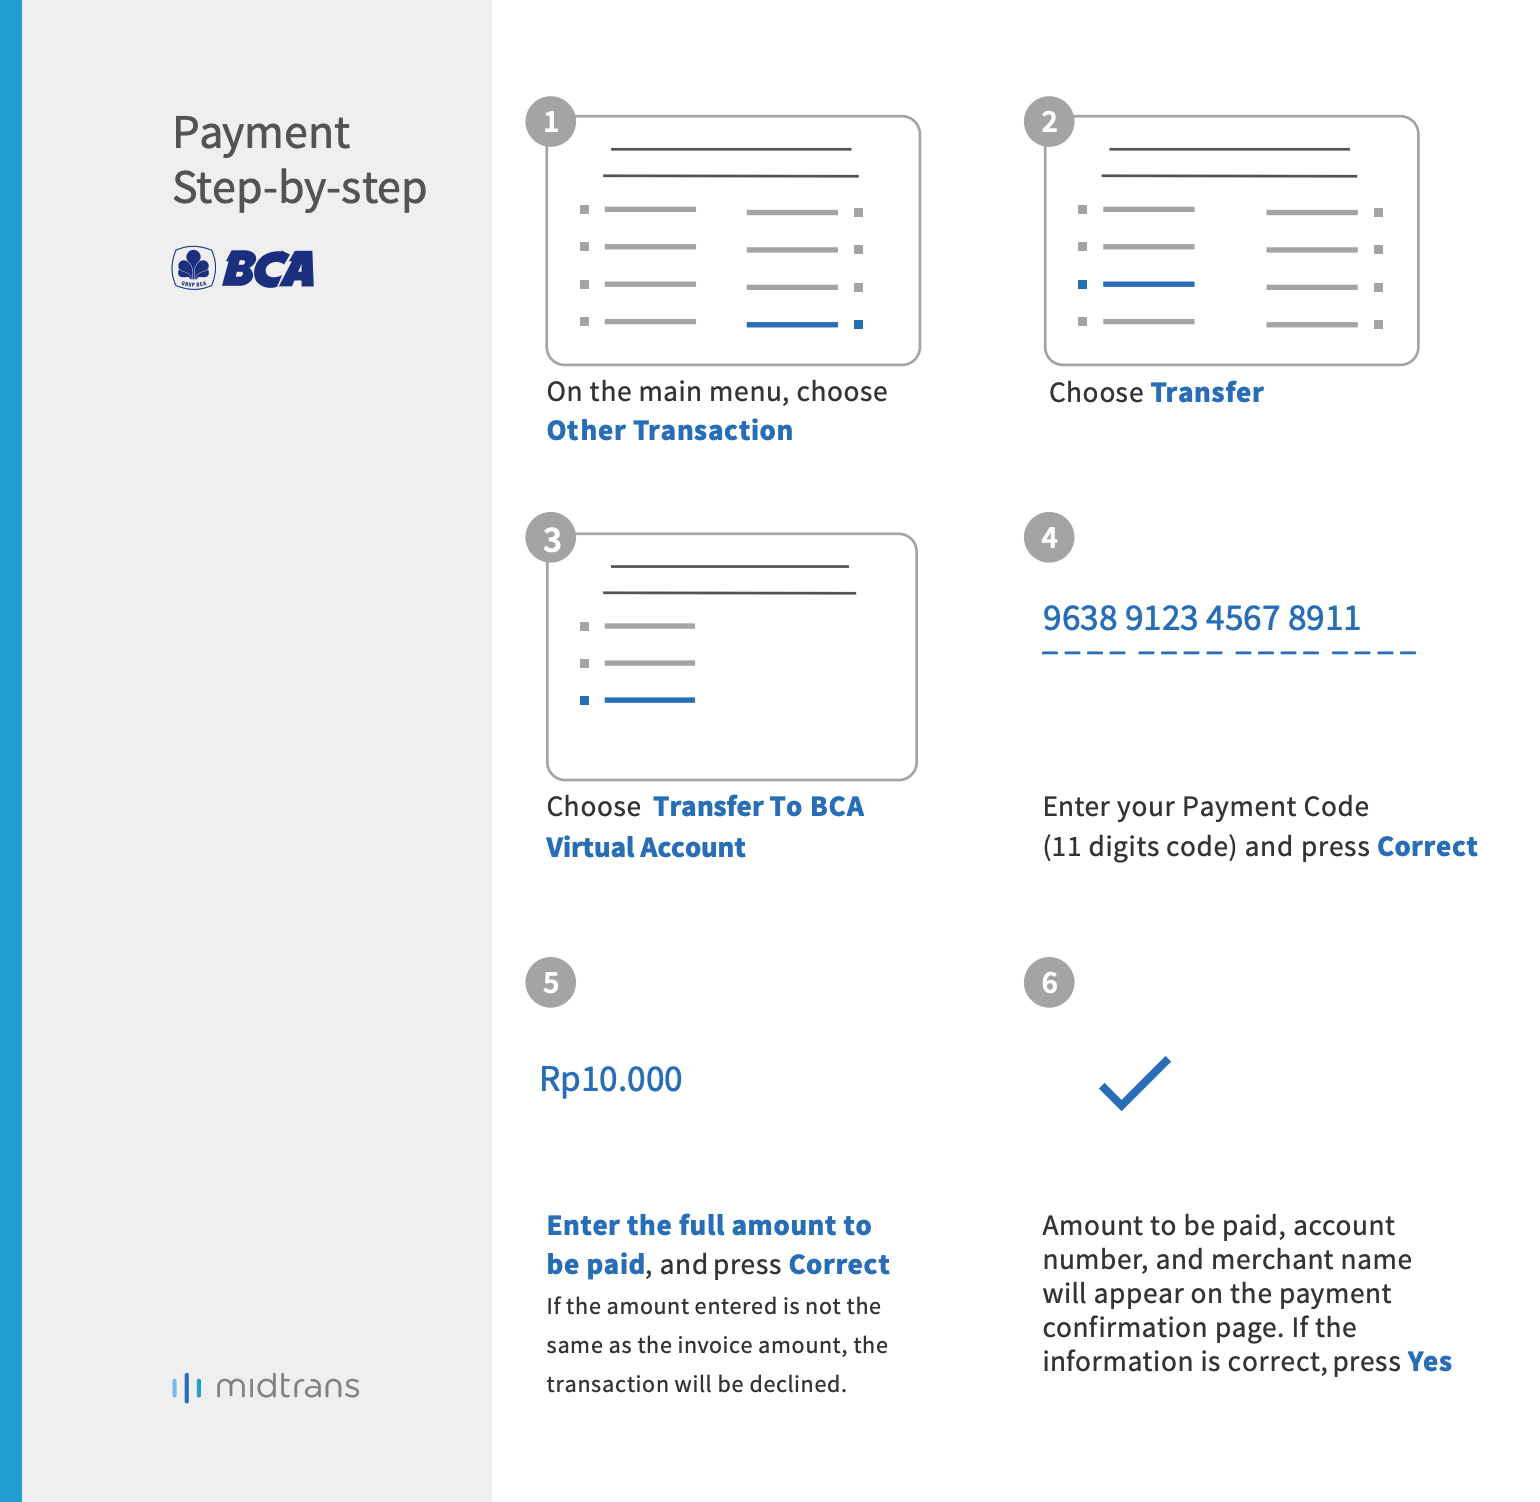 Payment
Step-by-step
GRUP BCA
BCA
1
On the main menu, choose
Other Transaction
2
Choose Transfer
3
Choose Transfer To BCA
Virtual Account
4
9638 9123 4567 8911
Enter your Payment Code
(11 digits code) and press Correct
5
Rp10.000
Enter the full amount to
be paid, and press Correct
If the amount entered is not the
same as the invoice amount, the
transaction will be declined.
6
Amount to be paid, account
number, and merchant name
will appear on the payment
confirmation page. If the
information is correct, press Yes
midtrans